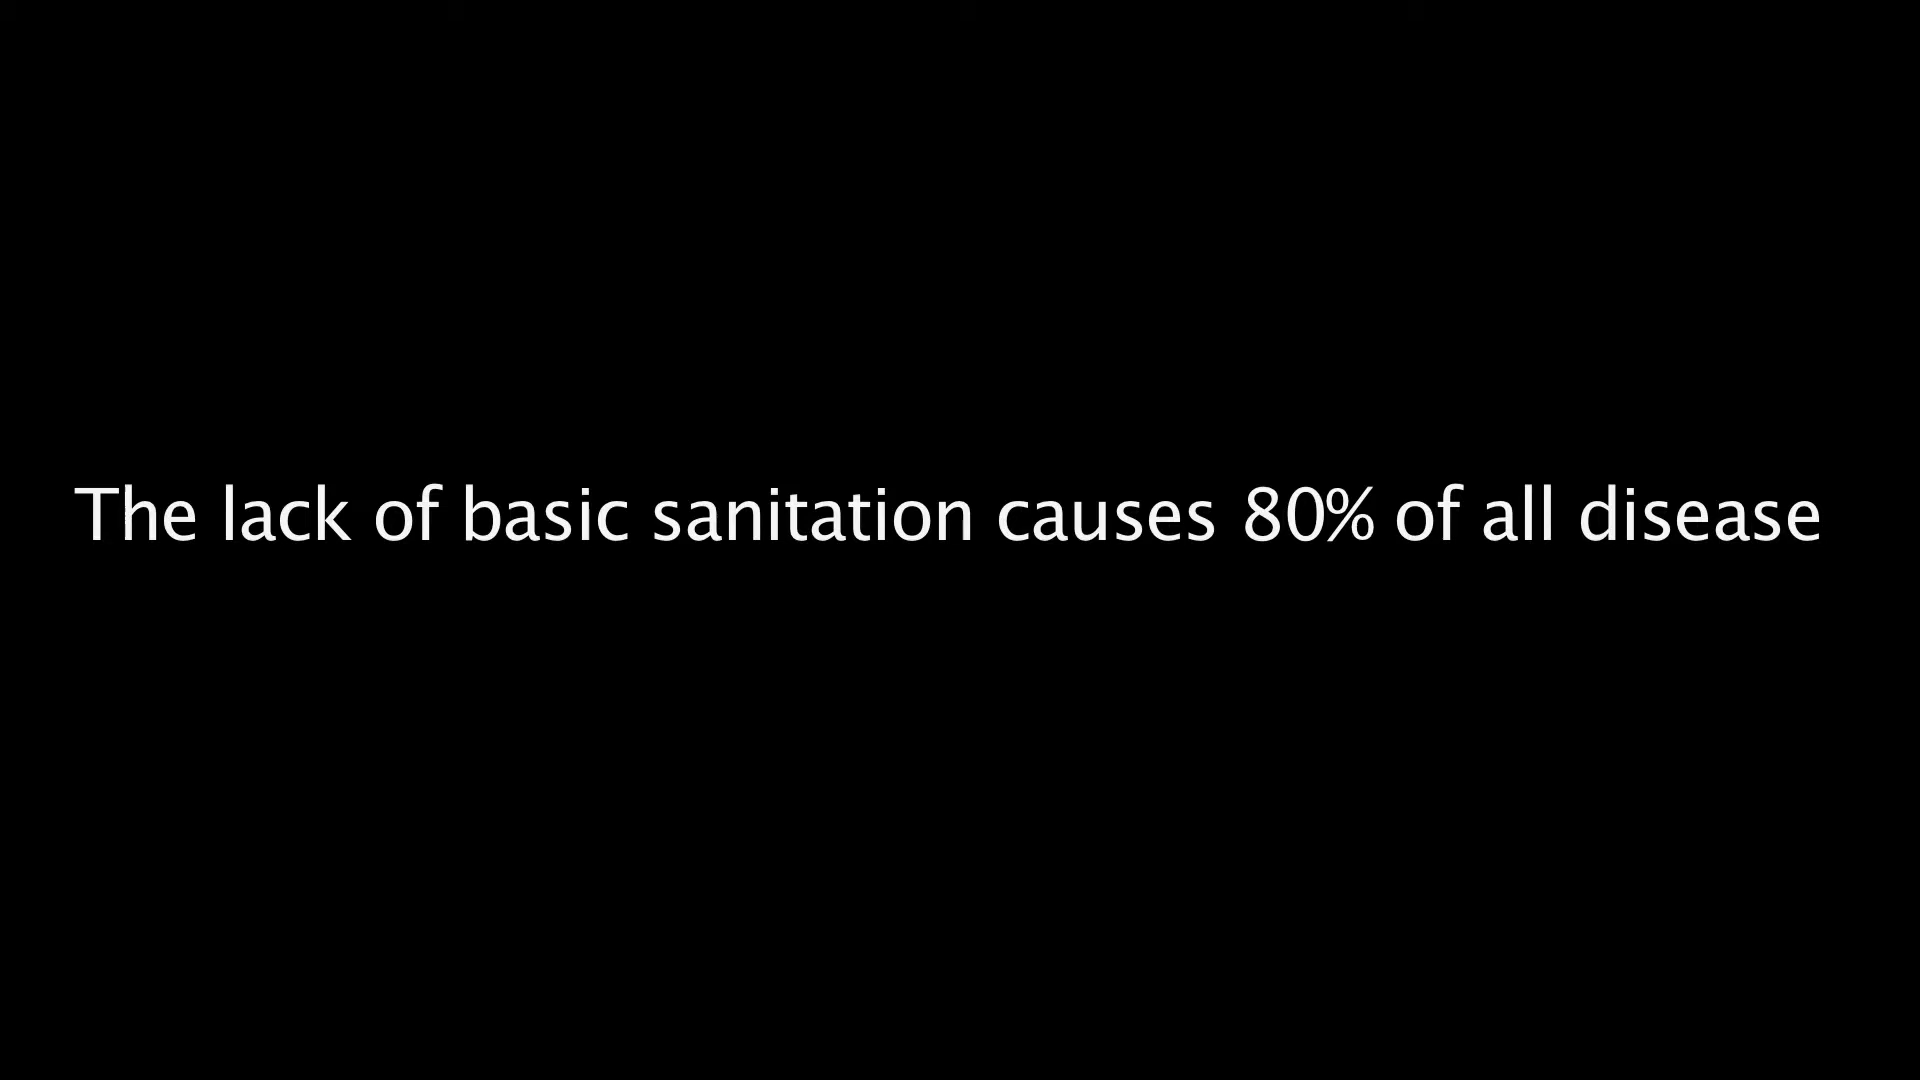 The lack of basic sanitation causes 80% of all disease